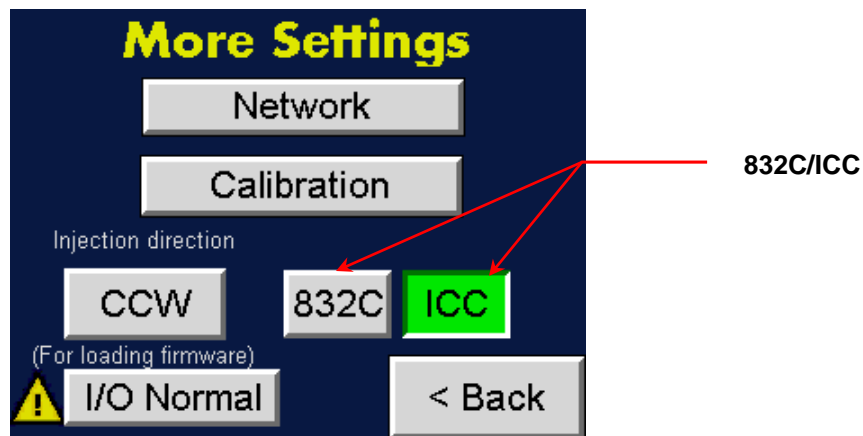 More Settings
Network
832C/ICC
Calibration
Injection direction
CCW
832C
ICC
(For loading firmware)
I/O Normal
< Back